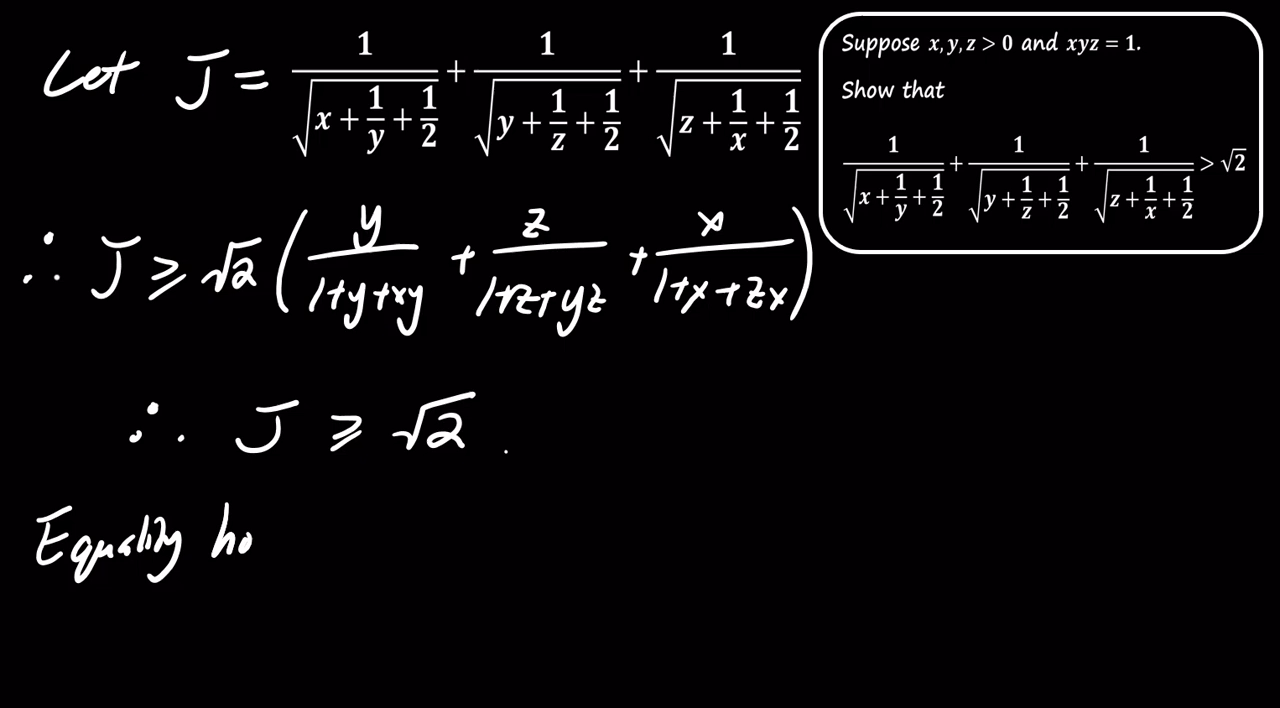 Let J = 1/√(x + 1/y + 1/2) + 1/√(y + 1/z + 1/2) + 1/√(z + 1/x + 1/2)
∴ J ≥ √2 ( y/(1+y+xy) + z/(1+z+yz) + x/(1+x+zx) )
∴ J ≥ √2 .
Equality ho
Suppose x, y, z > 0 and xyz = 1.
Show that
1/√(x + 1/y + 1/2) + 1/√(y + 1/z + 1/2) + 1/√(z + 1/x + 1/2) > √2